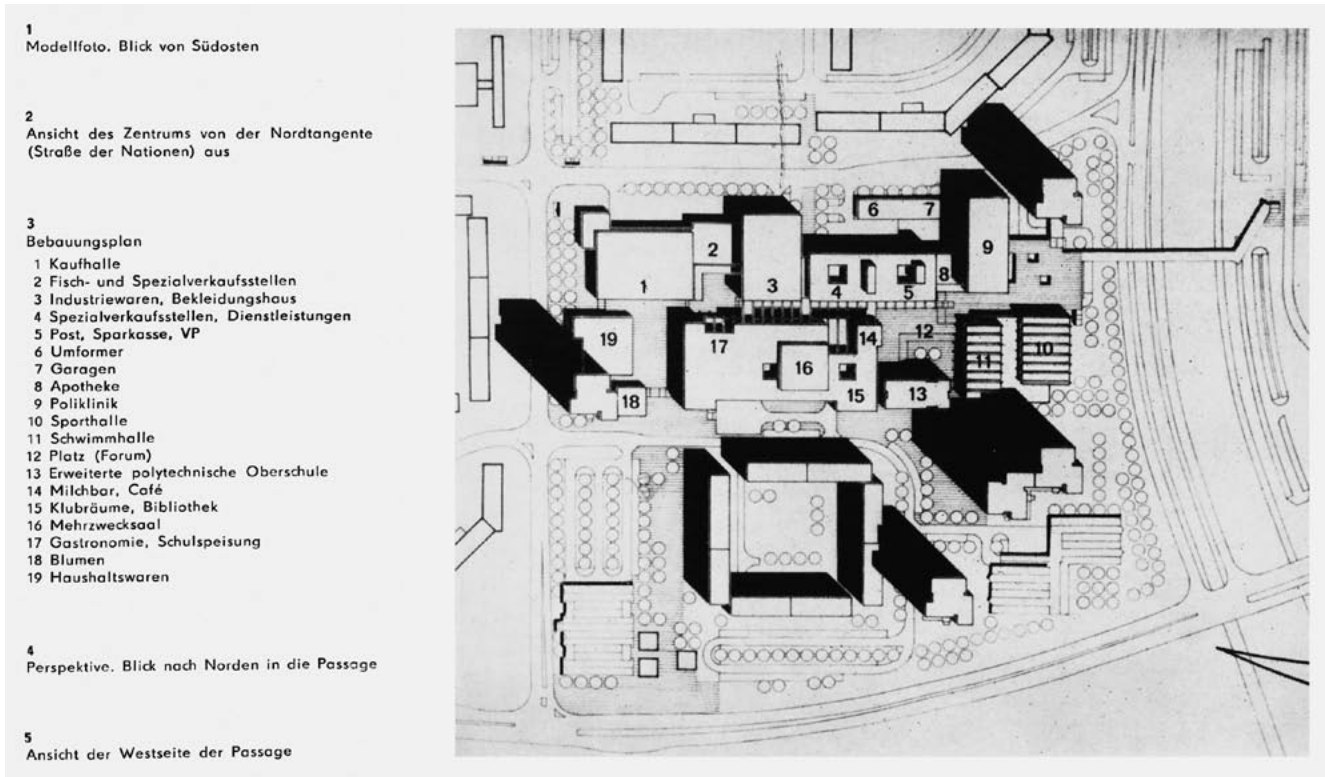 1
Modellfoto. Blick von Südosten
2
Ansicht des Zentrums von der Nordtangente
(Straße der Nationen) aus
3
Bebauungsplan
1 Kaufhalle
2 Fisch- und Spezialverkaufsstellen
3 Industriewaren, Bekleidungshaus
4 Spezialverkaufsstellen, Dienstleistungen
5 Post, Sparkasse, VP
6 Umformer
7 Garagen
8 Apotheke
9 Poliklinik
10 Sporthalle
11 Schwimmhalle
12 Platz (Forum)
13 Erweiterte polytechnische Oberschule
14 Milchbar, Café
15 Klubräume, Bibliothek
16 Mehrzwecksaal
17 Gastronomie, Schulspeisung
18 Blumen
19 Haushaltswaren
4
Perspektive. Blick nach Norden in die Passage
5
Ansicht der Westseite der Passage
6 7
2 9
1 3 4 5 8
19 17 14 12 11 10
16
18 15 13